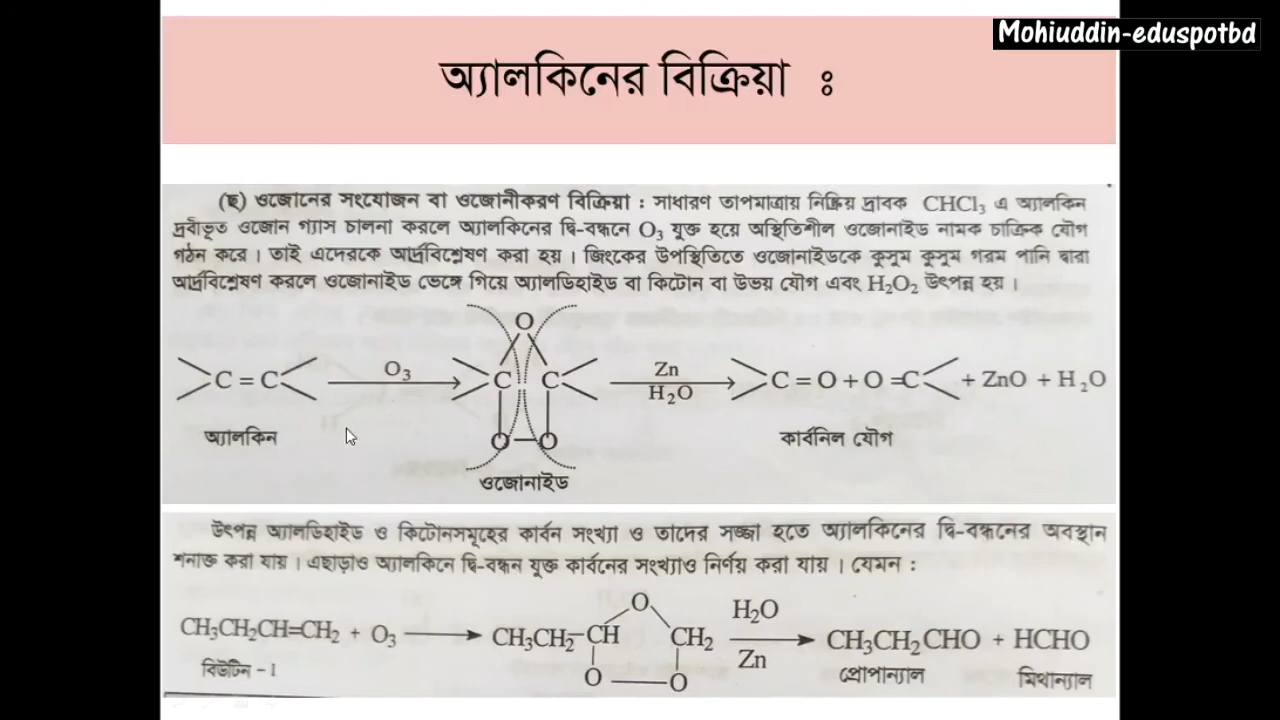 Mohiuddin-eduspotbd
অ্যালকিনের বিক্রিয়া :
(ছ) ওজোনের সংযোজন বা ওজোনীকরণ বিক্রিয়া : সাধারণ তাপমাত্রায় নিষ্ক্রিয় দ্রাবক CHCl₃ এ অ্যালকিন
দ্রবীভূত ওজোন গ্যাস চালনা করলে অ্যালকিনের দ্বি-বন্ধনে O₃ যুক্ত হয়ে অস্থিতিশীল ওজোনাইড নামক চাক্রিক যৌগ
গঠন করে। তাই এদেরকে আর্দ্রবিশ্লেষণ করা হয়। জিংকের উপস্থিতিতে ওজোনাইডকে কুসুম কুসুম গরম পানি দ্বারা
আর্দ্রবিশ্লেষণ করলে ওজোনাইড ভেঙ্গে গিয়ে অ্যালডিহাইড বা কিটোন বা উভয় যৌগ এবং H₂O₂ উৎপন্ন হয়।
O
C = C O₃ C C Zn H₂O C = O + O =C + ZnO + H₂O
O O
অ্যালকিন কার্বনিল যৌগ
ওজোনাইড
উৎপন্ন অ্যালডিহাইড ও কিটোনসমূহের কার্বন সংখ্যা ও তাদের সজ্জা হতে অ্যালকিনের দ্বি-বন্ধনের অবস্থান
শনাক্ত করা যায়। এছাড়াও অ্যালকিনে দ্বি-বন্ধন যুক্ত কার্বনের সংখ্যাও নির্ণয় করা যায়। যেমন :
O H₂O
CH₃CH₂CH=CH₂ + O₃ CH₃CH₂–CH CH₂ CH₃CH₂CHO + HCHO
Zn
O O
বিউটিন -1 প্রোপান্যাল মিথান্যাল